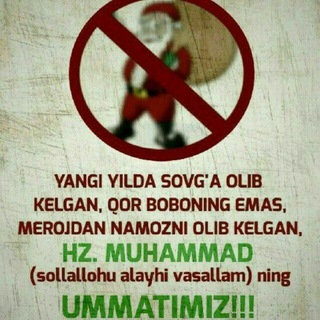 YANGI YILDA SOVG'A OLIB
KELGAN, QOR BOBONING EMAS,
MEROJDAN NAMOZNI OLIB KELGAN,
HZ. MUHAMMAD
(sollallohu alayhi vasallam) ning
UMMATIMIZ!!!